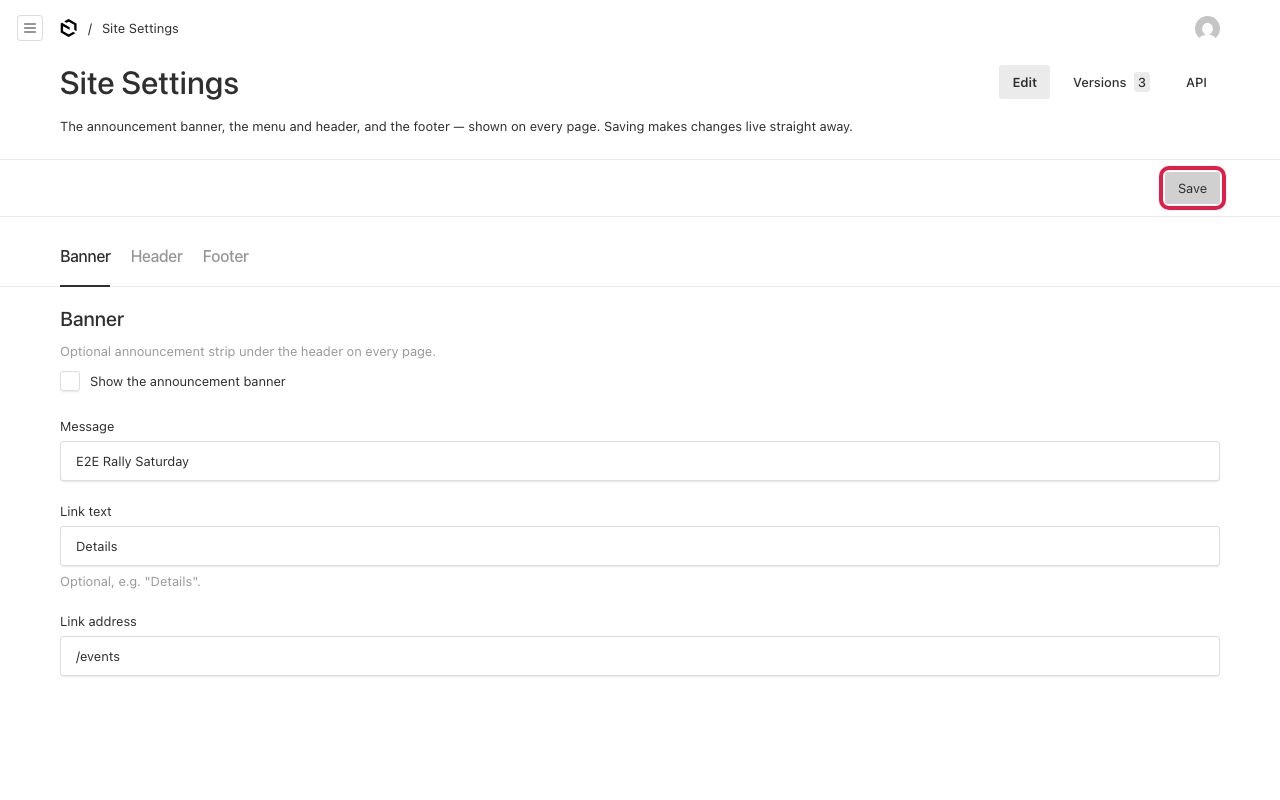 / Site Settings
Site Settings
Edit
Versions 3
API
The announcement banner, the menu and header, and the footer — shown on every page. Saving makes changes live straight away.
Save
Banner
Header
Footer
Banner
Optional announcement strip under the header on every page.
Show the announcement banner
Message
E2E Rally Saturday
Link text
Details
Optional, e.g. "Details".
Link address
/events